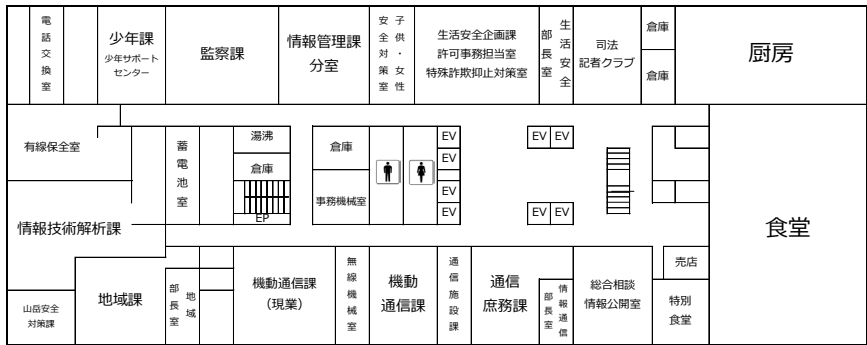 電話交換室
少年課
少年サポート
センター
監察課
情報管理課
分室
子供・女性
安全対策室
生活安全企画課
許可事務担当室
特殊詐欺抑止対策室
生活安全
部長室
司法
記者クラブ
倉庫
倉庫
厨房
有線保全室
蓄電池室
湯沸
倉庫
EP
倉庫
事務機械室
EV
EV
EV
EV
EV
EV
EV
EV
食堂
情報技術解析課
山岳安全
対策課
地域課
地域
部長室
機動通信課
(現業)
無線機械室
機動
通信課
通信施設課
通信
庶務課
情報通信
部長室
総合相談
情報公開室
売店
特別
食堂